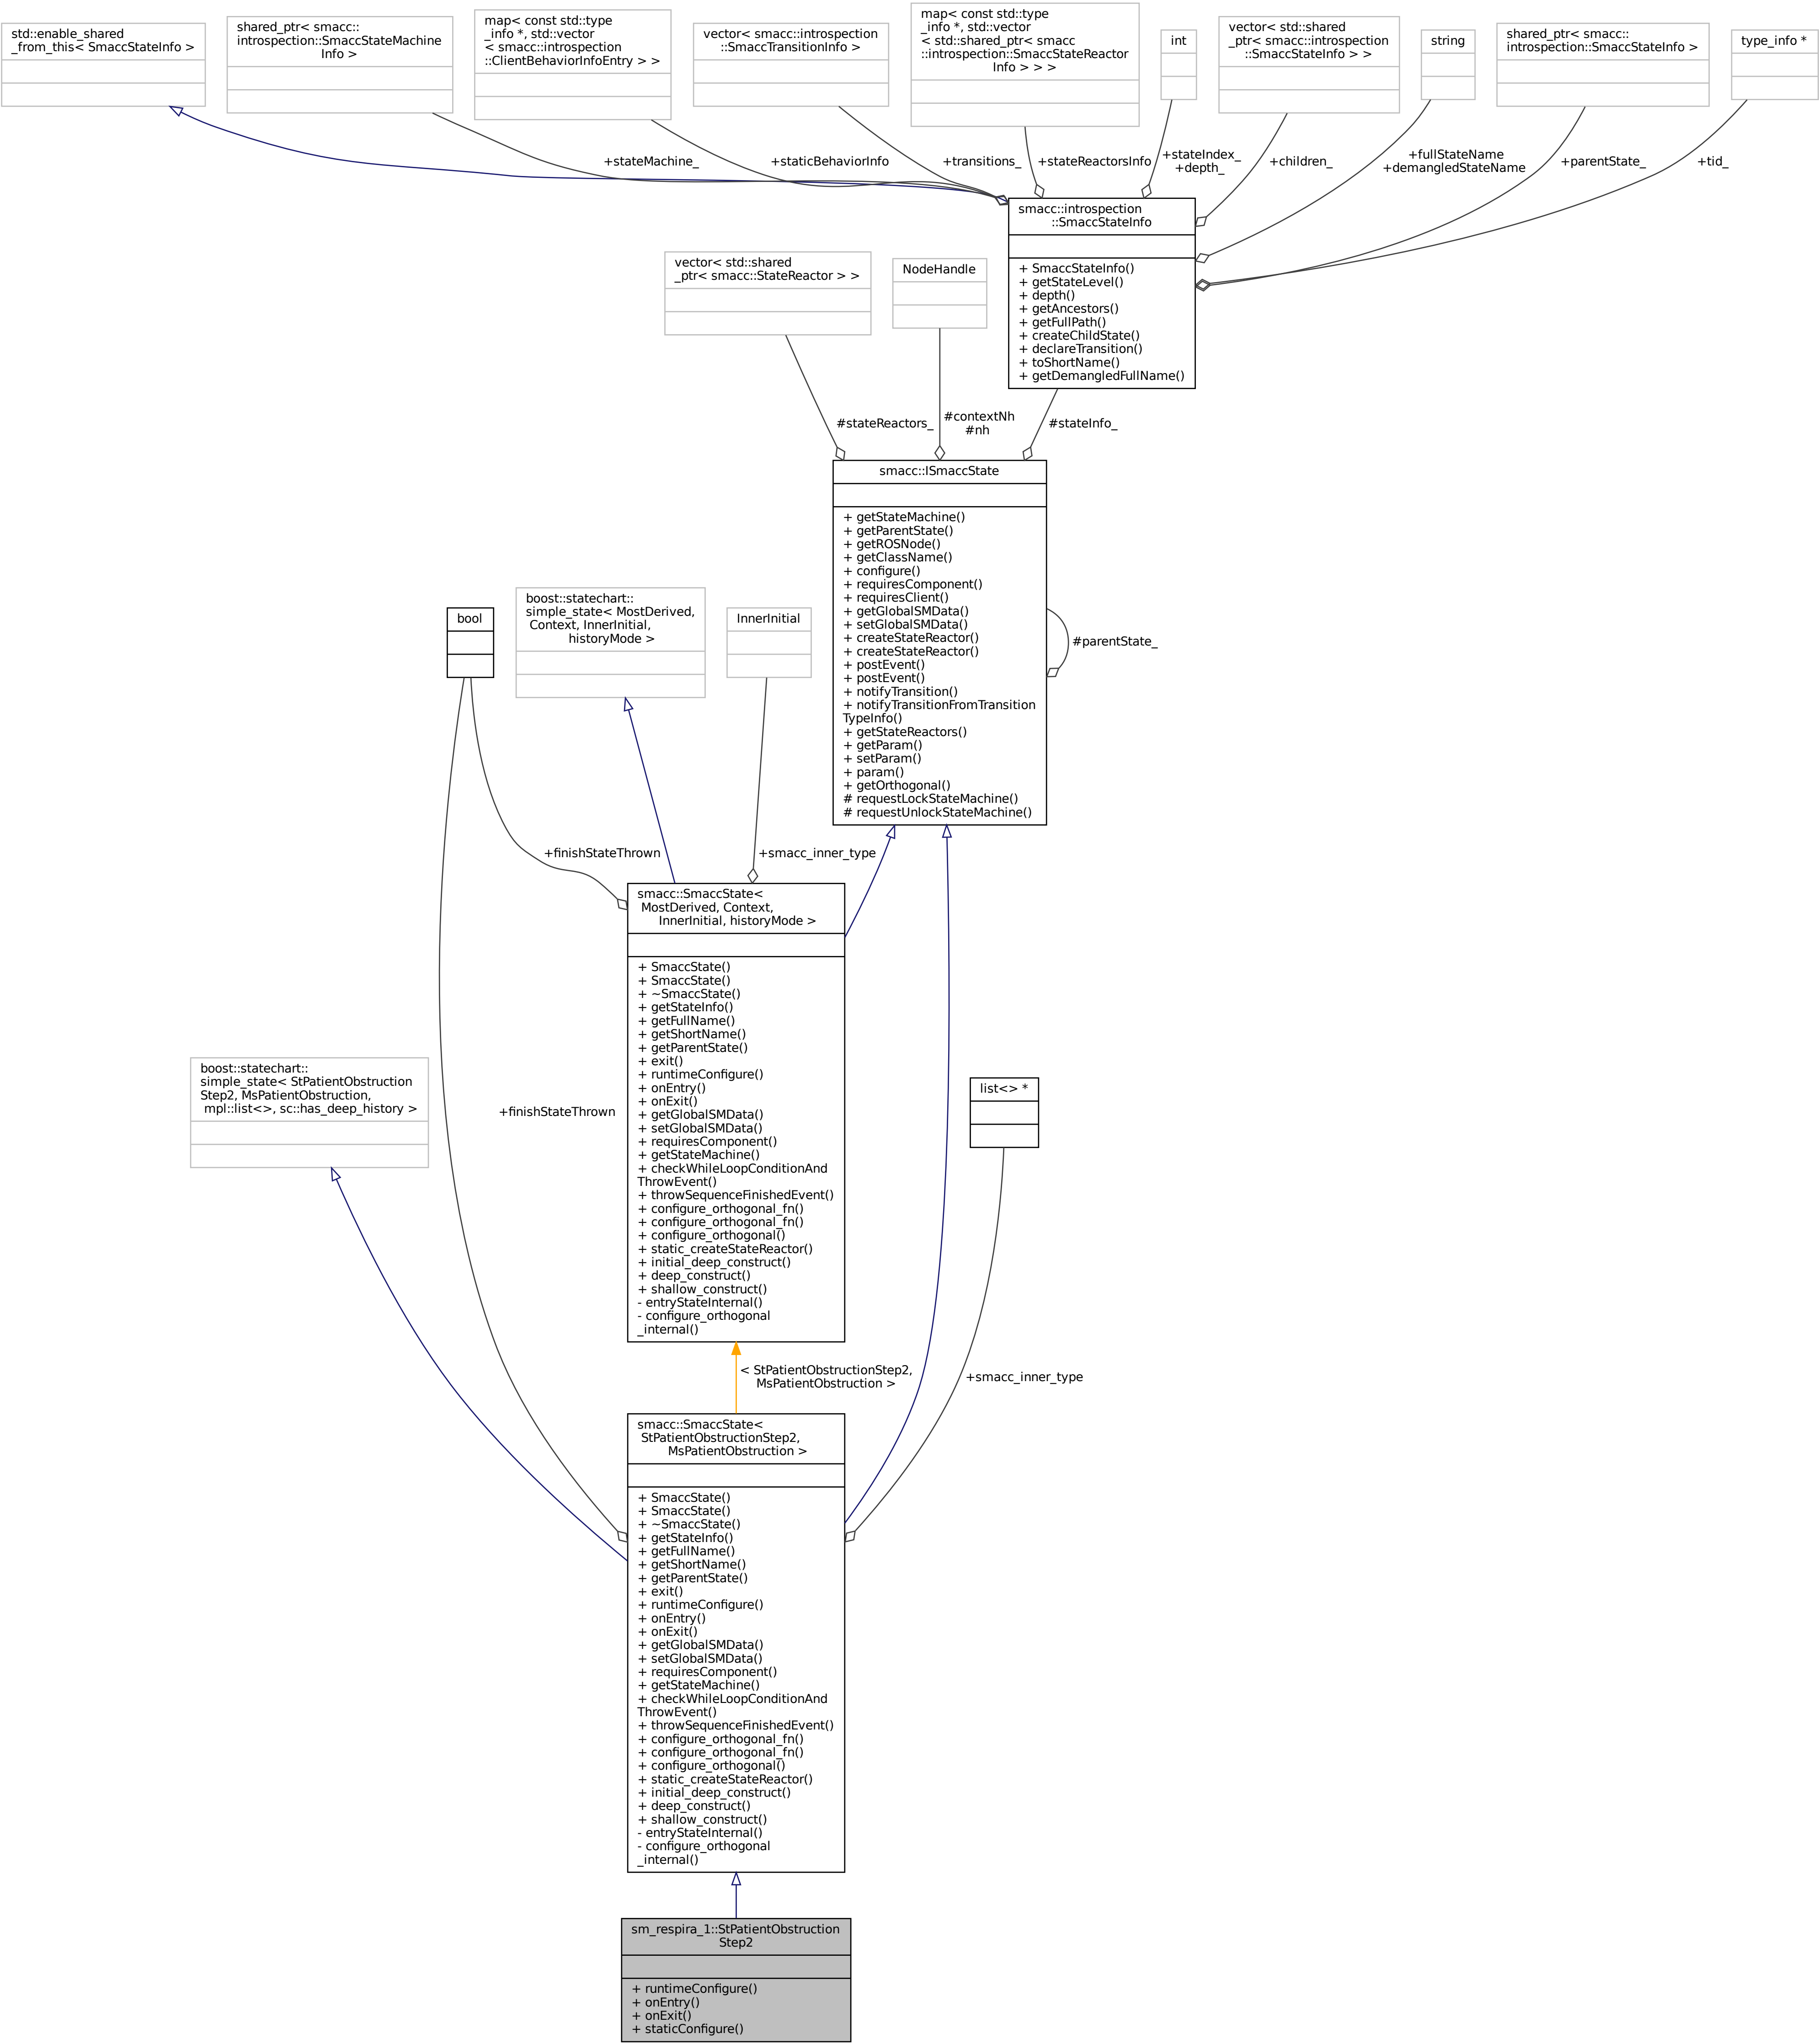 std::enable_shared
_from_this< SmaccStateInfo >
shared_ptr< smacc::
introspection::SmaccStateMachine
Info >
map< const std::type
_info *, std::vector
< smacc::introspection
::ClientBehaviorInfoEntry > >
vector< smacc::introspection
::SmaccTransitionInfo >
map< const std::type
_info *, std::vector
< std::shared_ptr< smacc
::introspection::SmaccStateReactor
Info > > >
int
vector< std::shared
_ptr< smacc::introspection
::SmaccStateInfo > >
string
shared_ptr< smacc::
introspection::SmaccStateInfo >
type_info *
+stateMachine_
+staticBehaviorInfo
+transitions_
+stateReactorsInfo
+stateIndex_
+depth_
+children_
+fullStateName
+demangledStateName
+parentState_
+tid_
smacc::introspection
::SmaccStateInfo
+ SmaccStateInfo()
+ getStateLevel()
+ depth()
+ getAncestors()
+ getFullPath()
+ createChildState()
+ declareTransition()
+ toShortName()
+ getDemangledFullName()
vector< std::shared
_ptr< smacc::StateReactor > >
NodeHandle
#stateReactors_
#contextNh
#nh
#stateInfo_
smacc::ISmaccState
+ getStateMachine()
+ getParentState()
+ getROSNode()
+ getClassName()
+ configure()
+ requiresComponent()
+ requiresClient()
+ getGlobalSMData()
+ setGlobalSMData()
+ createStateReactor()
+ createStateReactor()
+ postEvent()
+ postEvent()
+ notifyTransition()
+ notifyTransitionFromTransition
TypeInfo()
+ getStateReactors()
+ getParam()
+ setParam()
+ param()
+ getOrthogonal()
# requestLockStateMachine()
# requestUnlockStateMachine()
#parentState_
bool
boost::statechart::
simple_state< MostDerived,
Context, InnerInitial,
historyMode >
InnerInitial
+finishStateThrown
+smacc_inner_type
smacc::SmaccState<
MostDerived, Context,
InnerInitial, historyMode >
+ SmaccState()
+ SmaccState()
+ ~SmaccState()
+ getStateInfo()
+ getFullName()
+ getShortName()
+ getParentState()
+ exit()
+ runtimeConfigure()
+ onEntry()
+ onExit()
+ getGlobalSMData()
+ setGlobalSMData()
+ requiresComponent()
+ getStateMachine()
+ checkWhileLoopConditionAnd
ThrowEvent()
+ throwSequenceFinishedEvent()
+ configure_orthogonal_fn()
+ configure_orthogonal_fn()
+ configure_orthogonal()
+ static_createStateReactor()
+ initial_deep_construct()
+ deep_construct()
+ shallow_construct()
- entryStateInternal()
- configure_orthogonal
_internal()
boost::statechart::
simple_state< StPatientObstruction
Step2, MsPatientObstruction,
mpl::list<>, sc::has_deep_history >
+finishStateThrown
list<> *
< StPatientObstructionStep2,
MsPatientObstruction >
+smacc_inner_type
smacc::SmaccState<
StPatientObstructionStep2,
MsPatientObstruction >
+ SmaccState()
+ SmaccState()
+ ~SmaccState()
+ getStateInfo()
+ getFullName()
+ getShortName()
+ getParentState()
+ exit()
+ runtimeConfigure()
+ onEntry()
+ onExit()
+ getGlobalSMData()
+ setGlobalSMData()
+ requiresComponent()
+ getStateMachine()
+ checkWhileLoopConditionAnd
ThrowEvent()
+ throwSequenceFinishedEvent()
+ configure_orthogonal_fn()
+ configure_orthogonal_fn()
+ configure_orthogonal()
+ static_createStateReactor()
+ initial_deep_construct()
+ deep_construct()
+ shallow_construct()
- entryStateInternal()
- configure_orthogonal
_internal()
sm_respira_1::StPatientObstruction
Step2
+ runtimeConfigure()
+ onEntry()
+ onExit()
+ staticConfigure()